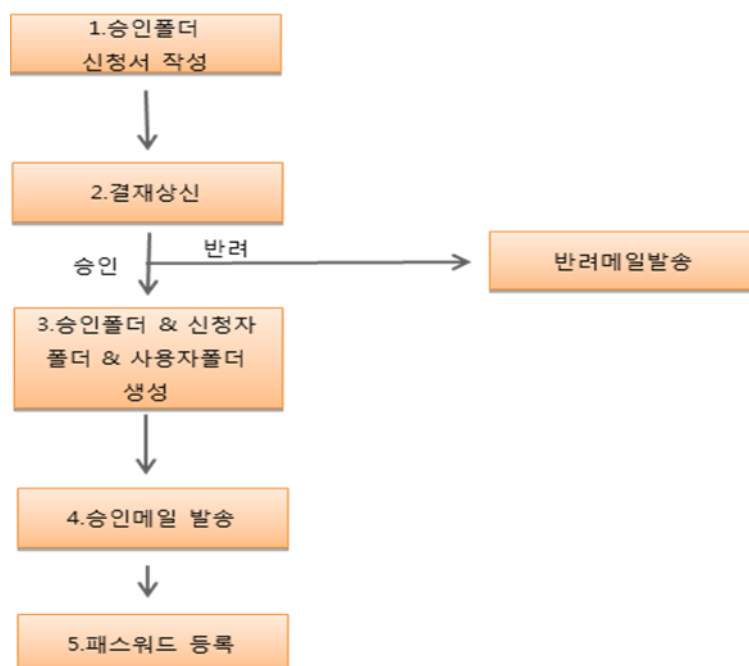 1.승인폴더
신청서 작성
2.결재상신
반려
승인
반려메일발송
3.승인폴더 & 신청자
폴더 & 사용자폴더
생성
4.승인메일 발송
5.패스워드 등록